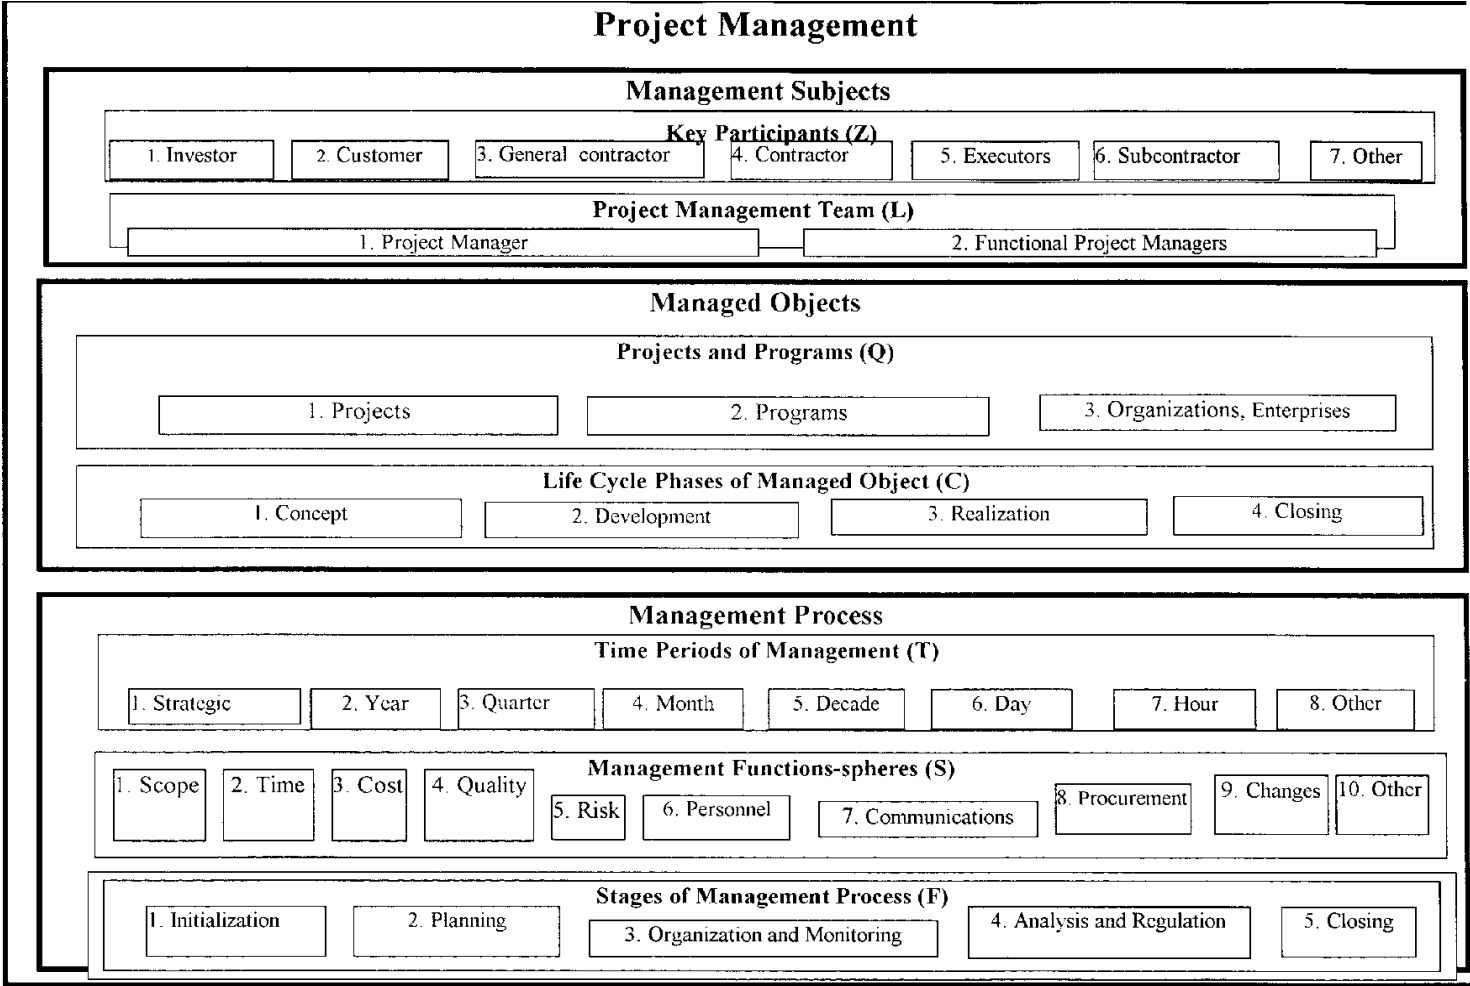 Project Management
Management Subjects
Key Participants (Z)
1. Investor 2. Customer 3. General contractor 4. Contractor 5. Executors 6. Subcontractor 7. Other
Project Management Team (L)
1. Project Manager 2. Functional Project Managers
Managed Objects
Projects and Programs (Q)
1. Projects 2. Programs 3. Organizations, Enterprises
Life Cycle Phases of Managed Object (C)
1. Concept 2. Development 3. Realization 4. Closing
Management Process
Time Periods of Management (T)
1. Strategic 2. Year 3. Quarter 4. Month 5. Decade 6. Day 7. Hour 8. Other
Management Functions-spheres (S)
1. Scope 2. Time 3. Cost 4. Quality 5. Risk 6. Personnel 7. Communications 8. Procurement 9. Changes 10. Other
Stages of Management Process (F)
1. Initialization 2. Planning 3. Organization and Monitoring 4. Analysis and Regulation 5. Closing